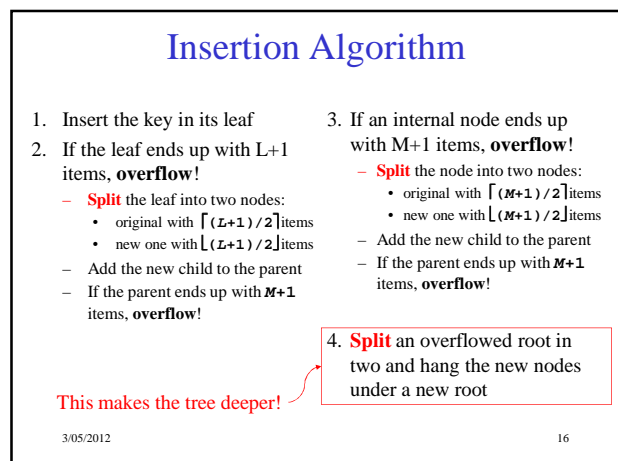 Insertion Algorithm
1. Insert the key in its leaf
2. If the leaf ends up with L+1
items, overflow!
– Split the leaf into two nodes:
• original with ⌈(L+1)/2⌉items
• new one with⌊(L+1)/2⌋items
– Add the new child to the parent
– If the parent ends up with M+1
items, overflow!
This makes the tree deeper!
3. If an internal node ends up
with M+1 items, overflow!
– Split the node into two nodes:
• original with ⌈(M+1)/2⌉items
• new one with⌊(M+1)/2⌋items
– Add the new child to the parent
– If the parent ends up with M+1
items, overflow!
4. Split an overflowed root in
two and hang the new nodes
under a new root
3/05/2012
16